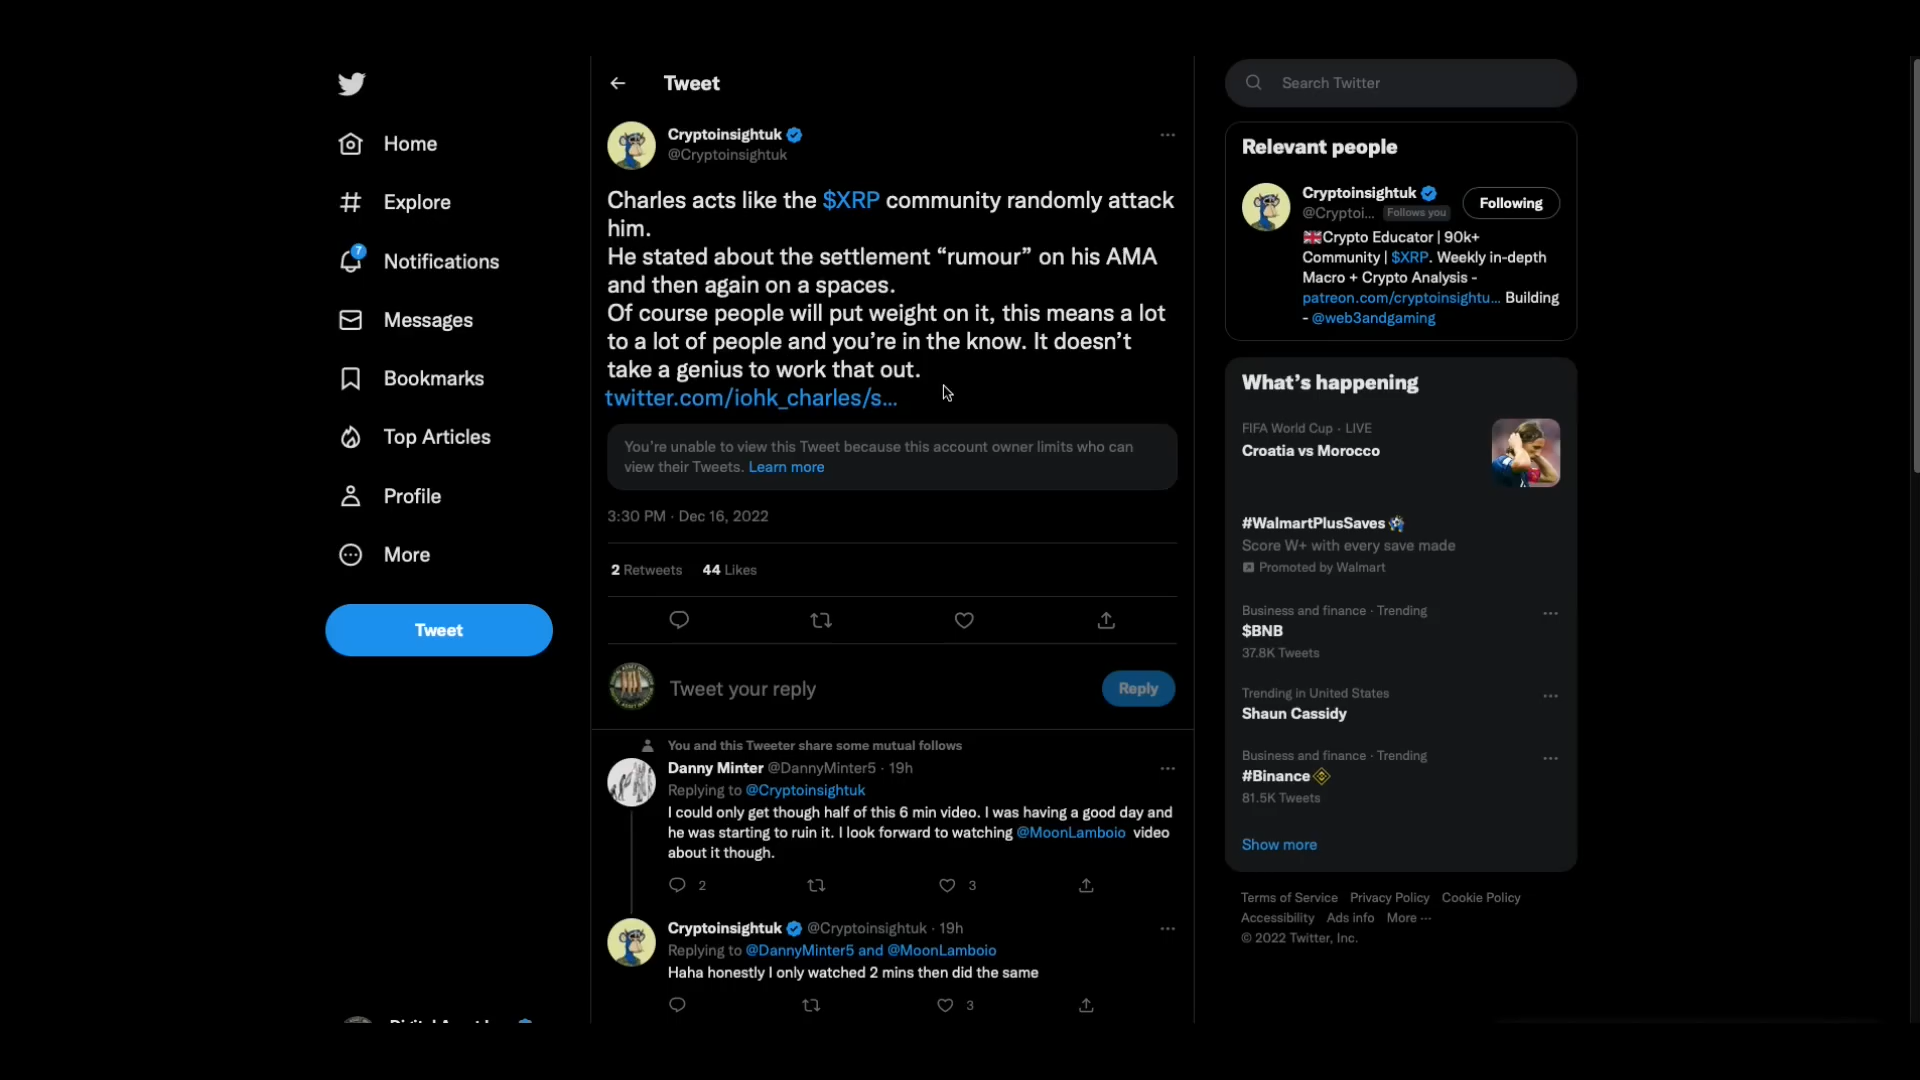 Home
Explore
7
Notifications
Messages
Bookmarks
Top Articles
Profile
More
Tweet
Tweet
Cryptoinsightuk
@Cryptoinsightuk
Charles acts like the $XRP community randomly attack
him.
He stated about the settlement “rumour” on his AMA
and then again on a spaces.
Of course people will put weight on it, this means a lot
to a lot of people and you’re in the know. It doesn’t
take a genius to work that out.
twitter.com/iohk_charles/s...
You're unable to view this Tweet because this account owner limits who can
view their Tweets. Learn more
3:30 PM · Dec 16, 2022
2 Retweets 44 Likes
Tweet your reply
Reply
You and this Tweeter share some mutual follows
Danny Minter @DannyMinter5 · 19h
Replying to @Cryptoinsightuk
I could only get though half of this 6 min video. I was having a good day and
he was starting to ruin it. I look forward to watching @MoonLamboio video
about it though.
2
3
Cryptoinsightuk @Cryptoinsightuk · 19h
Replying to @DannyMinter5 and @MoonLamboio
Haha honestly I only watched 2 mins then did the same
3
Search Twitter
Relevant people
Cryptoinsightuk
@Cryptoi... Follows you
Following
Crypto Educator | 90k+
Community | $XRP. Weekly in-depth
Macro + Crypto Analysis -
patreon.com/cryptoinsightu... Building
- @web3andgaming
What’s happening
FIFA World Cup · LIVE
Croatia vs Morocco
#WalmartPlusSaves
Score W+ with every save made
Promoted by Walmart
Business and finance · Trending
$BNB
37.8K Tweets
Trending in United States
Shaun Cassidy
Business and finance · Trending
#Binance
81.5K Tweets
Show more
Terms of Service Privacy Policy Cookie Policy
Accessibility Ads info More ...
© 2022 Twitter, Inc.